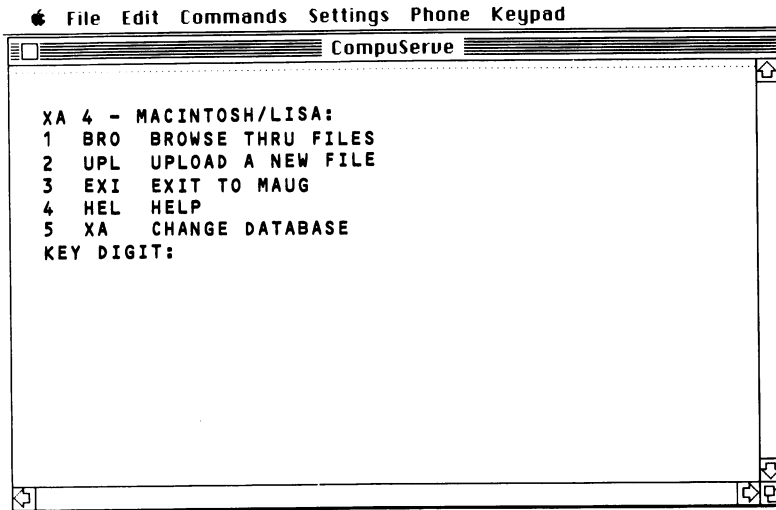 File Edit Commands Settings Phone Keypad
CompuServe
XA 4 - MACINTOSH/LISA:
1 BRO BROWSE THRU FILES
2 UPL UPLOAD A NEW FILE
3 EXI EXIT TO MAUG
4 HEL HELP
5 XA CHANGE DATABASE
KEY DIGIT: